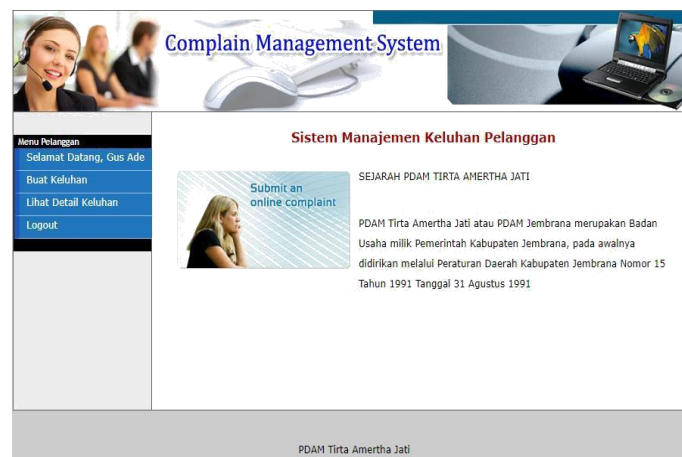 Complain Management System
Menu Pelanggan
Selamat Datang, Gus Ade
Buat Keluhan
Lihat Detail Keluhan
Logout
Sistem Manajemen Keluhan Pelanggan
Submit an
online complaint
SEJARAH PDAM TIRTA AMERTHA JATI
PDAM Tirta Amertha Jati atau PDAM Jembrana merupakan Badan
Usaha milik Pemerintah Kabupaten Jembrana, pada awalnya
didirikan melalui Peraturan Daerah Kabupaten Jembrana Nomor 15
Tahun 1991 Tanggal 31 Agustus 1991
PDAM Tirta Amertha Jati